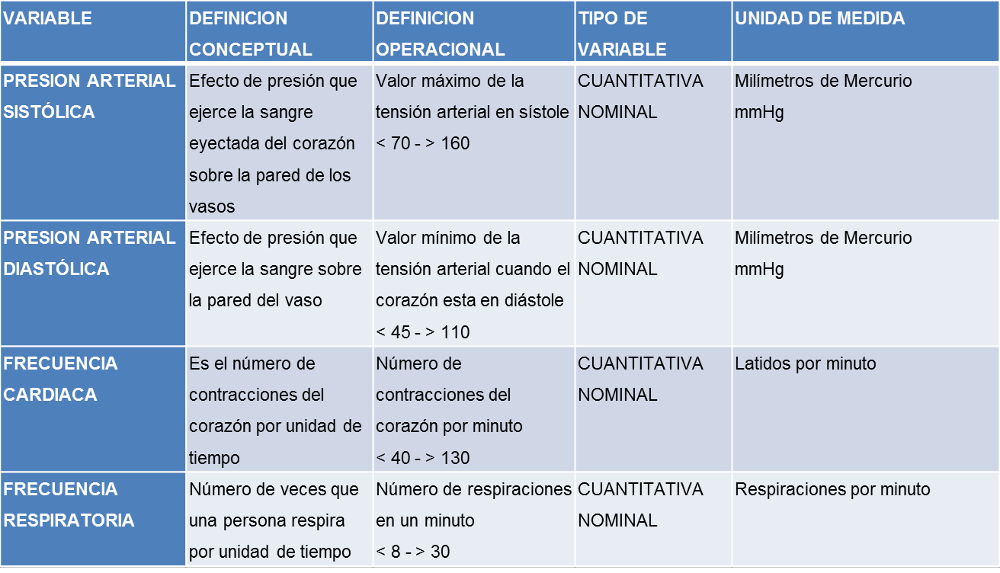 VARIABLE
DEFINICION
CONCEPTUAL
DEFINICION
OPERACIONAL
TIPO DE
VARIABLE
UNIDAD DE MEDIDA
PRESION ARTERIAL
SISTÓLICA
Efecto de presión que
ejerce la sangre
eyectada del corazón
sobre la pared de los
vasos
Valor máximo de la
tensión arterial en sístole
< 70 - > 160
CUANTITATIVA
NOMINAL
Milímetros de Mercurio
mmHg
PRESION ARTERIAL
DIASTÓLICA
Efecto de presión que
ejerce la sangre sobre
la pared del vaso
Valor mínimo de la
tensión arterial cuando el
corazón esta en diástole
< 45 - > 110
CUANTITATIVA
NOMINAL
Milímetros de Mercurio
mmHg
FRECUENCIA
CARDIACA
Es el número de
contracciones del
corazón por unidad de
tiempo
Número de
contracciones del
corazón por minuto
< 40 - > 130
CUANTITATIVA
NOMINAL
Latidos por minuto
FRECUENCIA
RESPIRATORIA
Número de veces que
una persona respira
por unidad de tiempo
Número de respiraciones
en un minuto
< 8 - > 30
CUANTITATIVA
NOMINAL
Respiraciones por minuto